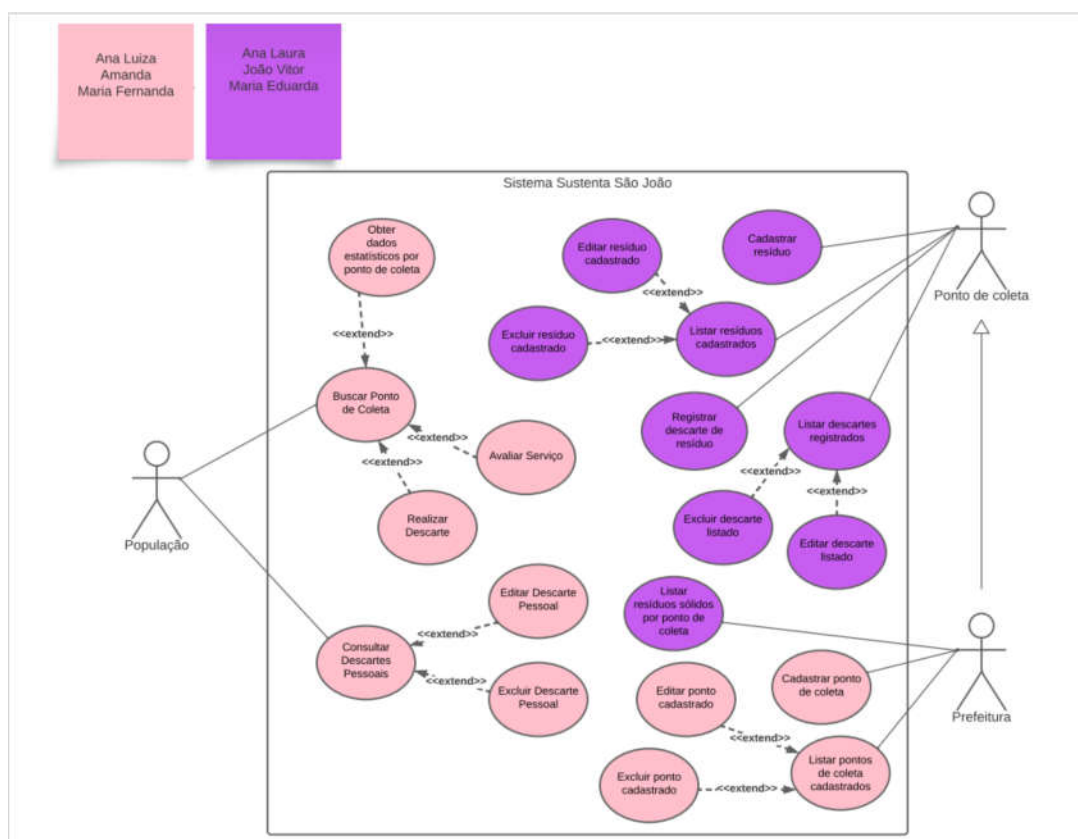 Ana Luiza
Amanda
Maria Fernanda
Ana Laura
João Vitor
Maria Eduarda
Sistema Sustenta São João
Obter
dados
estatísticos por
ponto de coleta
Editar resíduo
cadastrado
Cadastrar
resíduo
Ponto de coleta
<<extend>>
<<extend>>
Excluir resíduo
cadastrado
<<extend>>
Listar resíduos
cadastrados
Buscar Ponto
de Coleta
Registrar
descarte de
resíduo
Listar descartes
registrados
<<extend>>
Avaliar Serviço
<<extend>>
<<extend>>
<<extend>>
Realizar
Descarte
Excluir descarte
listado
Editar descarte
listado
População
Editar Descarte
Pessoal
Listar
resíduos sólidos
por ponto de
coleta
<<extend>>
Consultar
Descartes
Pessoais
<<extend>>
Excluir Descarte
Pessoal
Editar ponto
cadastrado
Cadastrar ponto
de coleta
Prefeitura
<<extend>>
Excluir ponto
cadastrado
<<extend>>
Listar pontos
de coleta
cadastrados